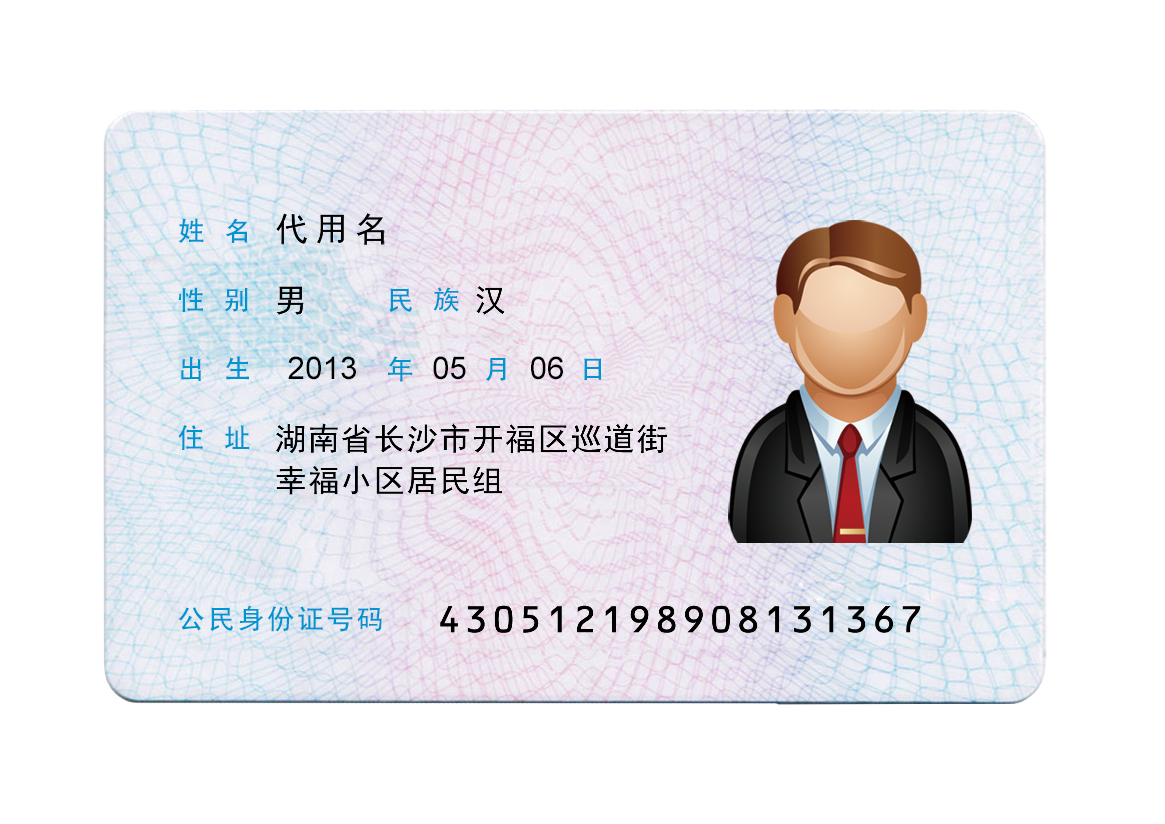 姓名 代用名
性别 男 民族 汉
出生 2013 年 05 月 06 日
住址 湖南省长沙市开福区巡道街
幸福小区居民组
公民身份证号码 430512198908131367